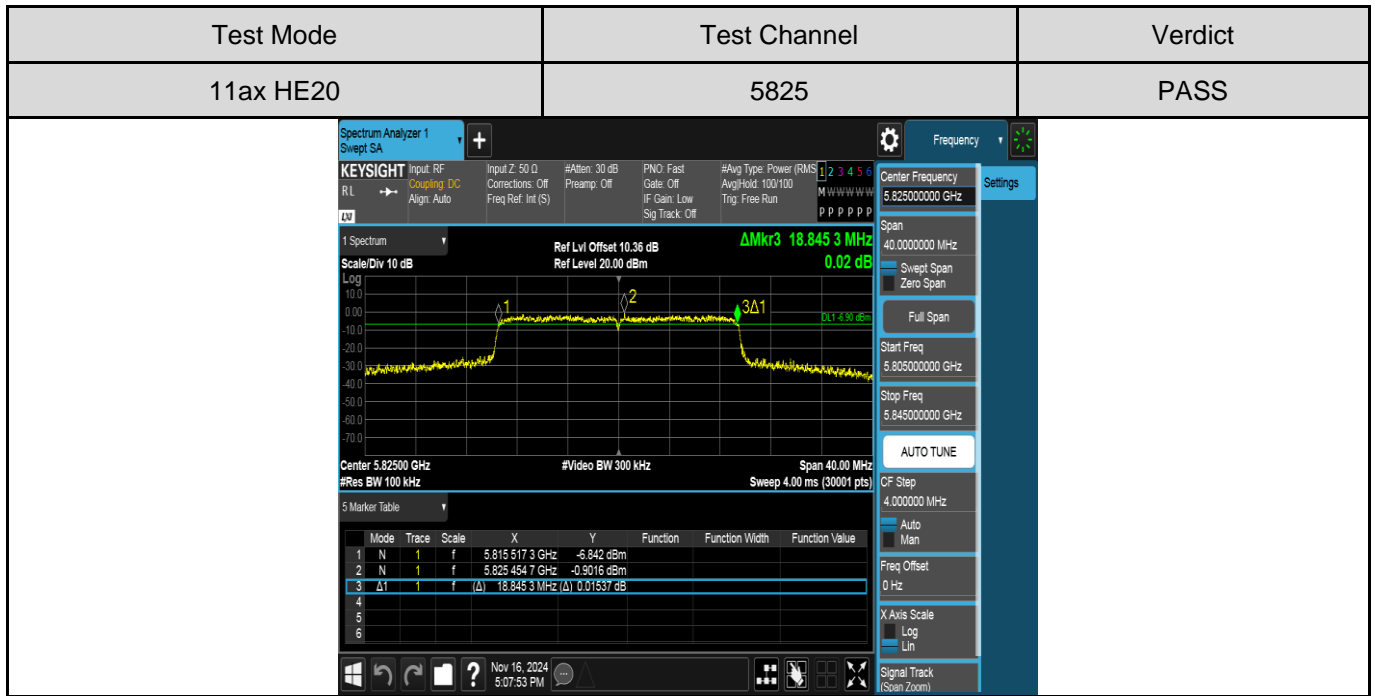 Test Mode Test Channel Verdict
11ax HE20 5825 PASS
Spectrum Analyzer 1
Swept SA
+
Frequency
KEYSIGHT
RL
LXI
Input: RF
Coupling: DC
Align: Auto
Input Z: 50 Ω
Corrections: Off
Freq Ref: Int (S)
#Atten: 30 dB
Preamp: Off
PNO: Fast
Gate: Off
IF Gain: Low
Sig Track: Off
#Avg Type: Power (RMS
Avg|Hold: 100/100
Trig: Free Run
1 2 3 4 5 6
M W W W W W
P P P P P P
1 Spectrum
Scale/Div 10 dB
Ref Lvl Offset 10.36 dB
Ref Level 20.00 dBm
ΔMkr3 18.845 3 MHz
0.02 dB
Log
10.0
0.00
-10.0
-20.0
-30.0
-40.0
-50.0
-60.0
-70.0
1
2
3Δ1
DL1 -6.90 dBm
Center 5.82500 GHz
#Video BW 300 kHz
Span 40.00 MHz
#Res BW 100 kHz
Sweep 4.00 ms (30001 pts)
5 Marker Table
Mode Trace Scale X Y Function Function Width Function Value
1 N 1 f 5.815 517 3 GHz -6.842 dBm
2 N 1 f 5.825 454 7 GHz -0.9016 dBm
3 Δ1 1 f (Δ) 18.845 3 MHz (Δ) 0.01537 dB
4
5
6
Nov 16, 2024
5:07:53 PM
?
Center Frequency
5.825000000 GHz
Settings
Span
40.0000000 MHz
Swept Span
Zero Span
Full Span
Start Freq
5.805000000 GHz
Stop Freq
5.845000000 GHz
AUTO TUNE
CF Step
4.000000 MHz
Auto
Man
Freq Offset
0 Hz
X Axis Scale
Log
Lin
Signal Track
(Span Zoom)